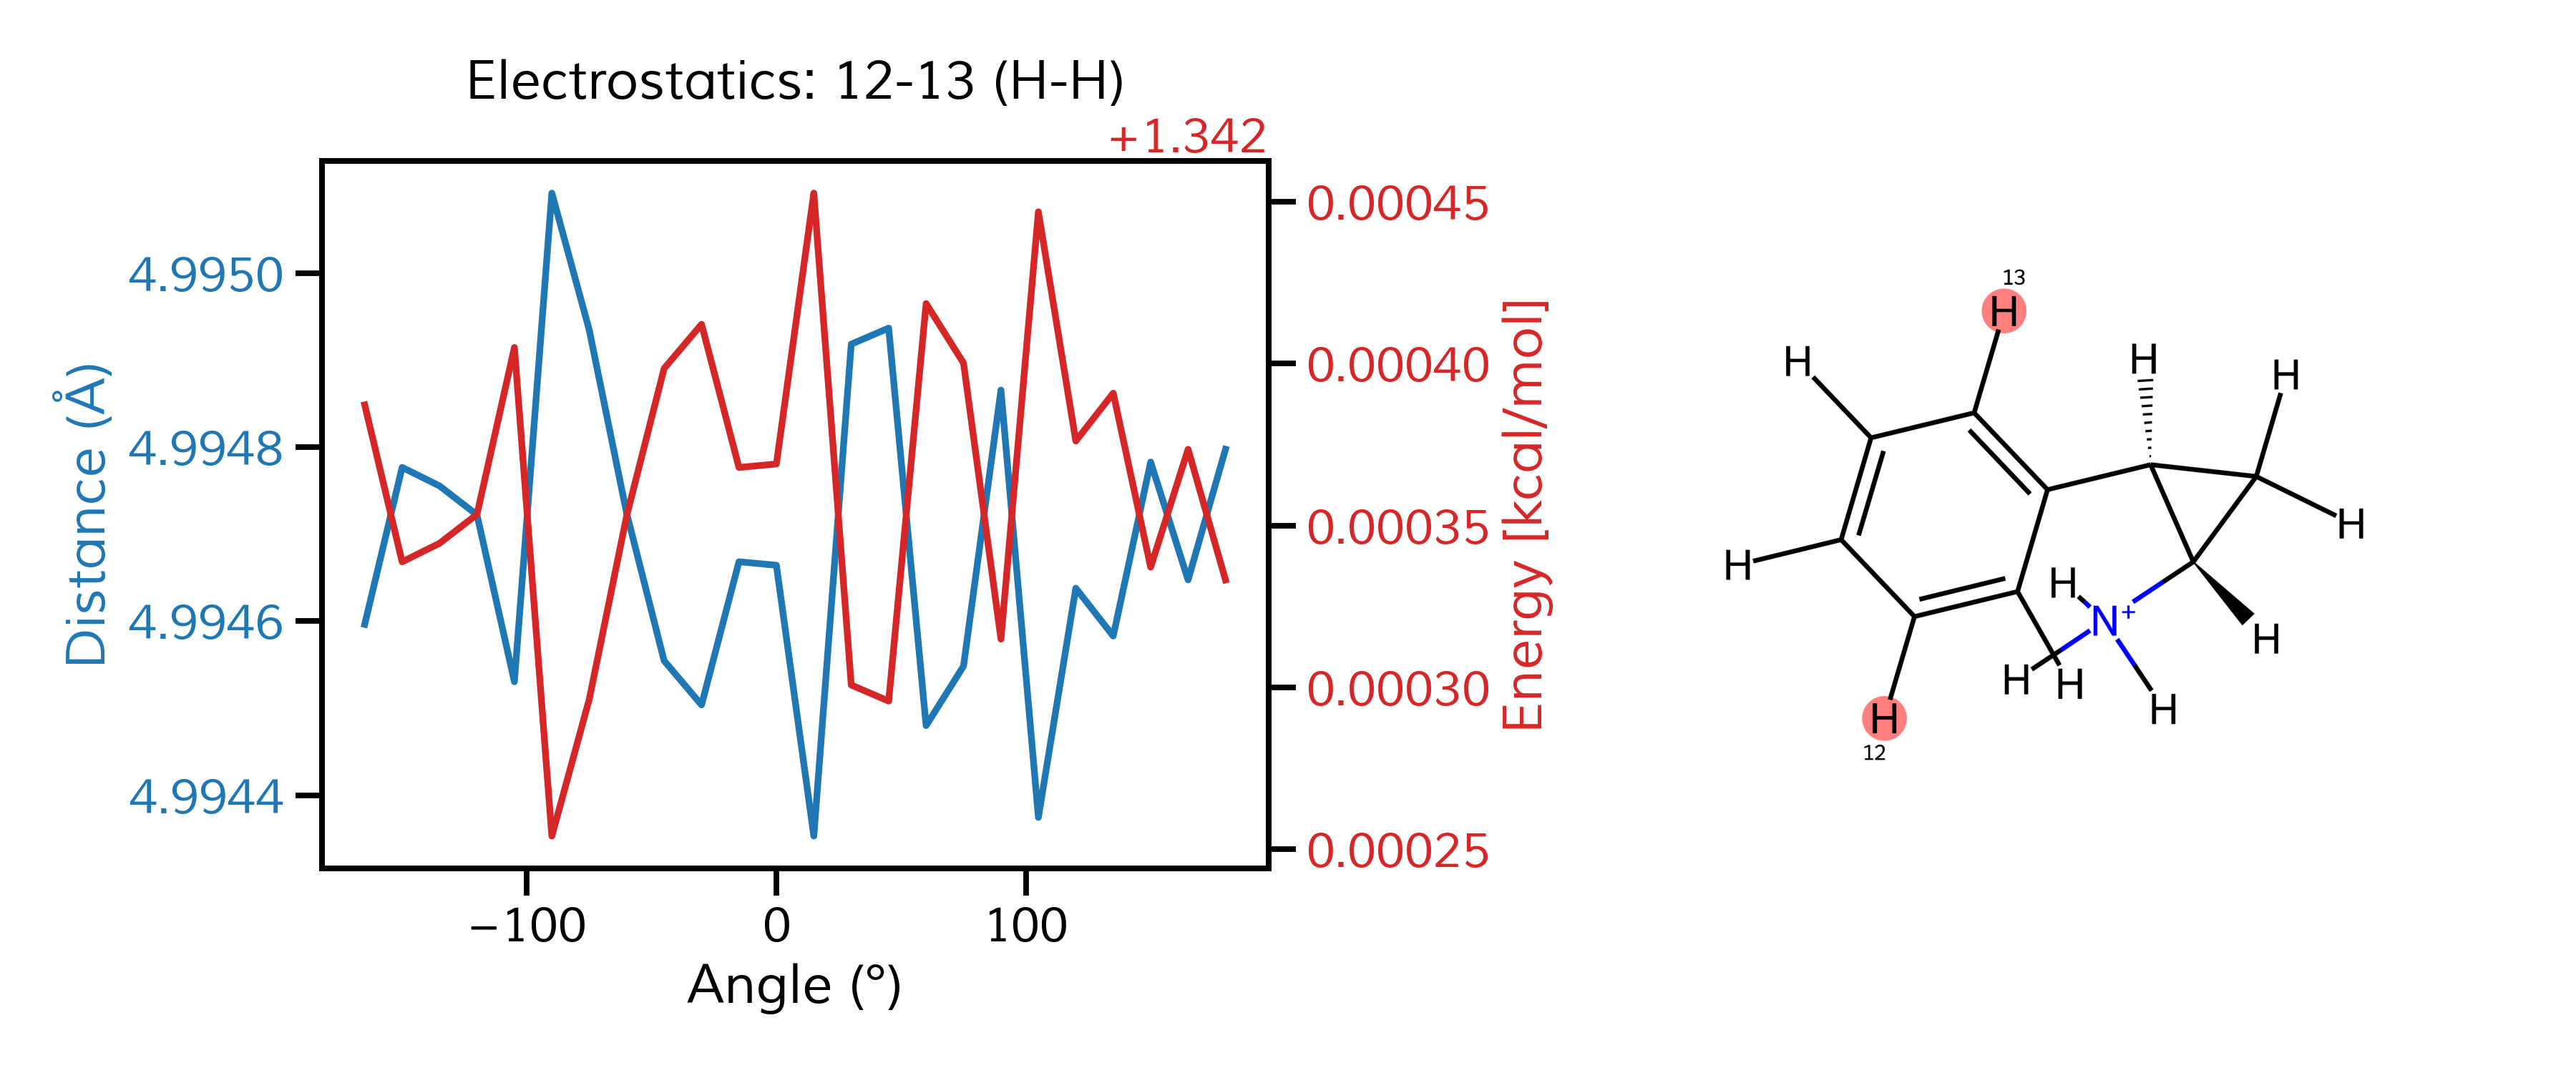 Electrostatics: 12-13 (H-H)
+1.342
Distance (Å)
4.9950
4.9948
4.9946
4.9944
0.00045
0.00040
0.00035
0.00030
0.00025
Energy [kcal/mol]
−100 0 100
Angle (°)
13
H
H
H
H
H
H
H
N+
H
H
H
H
H
12